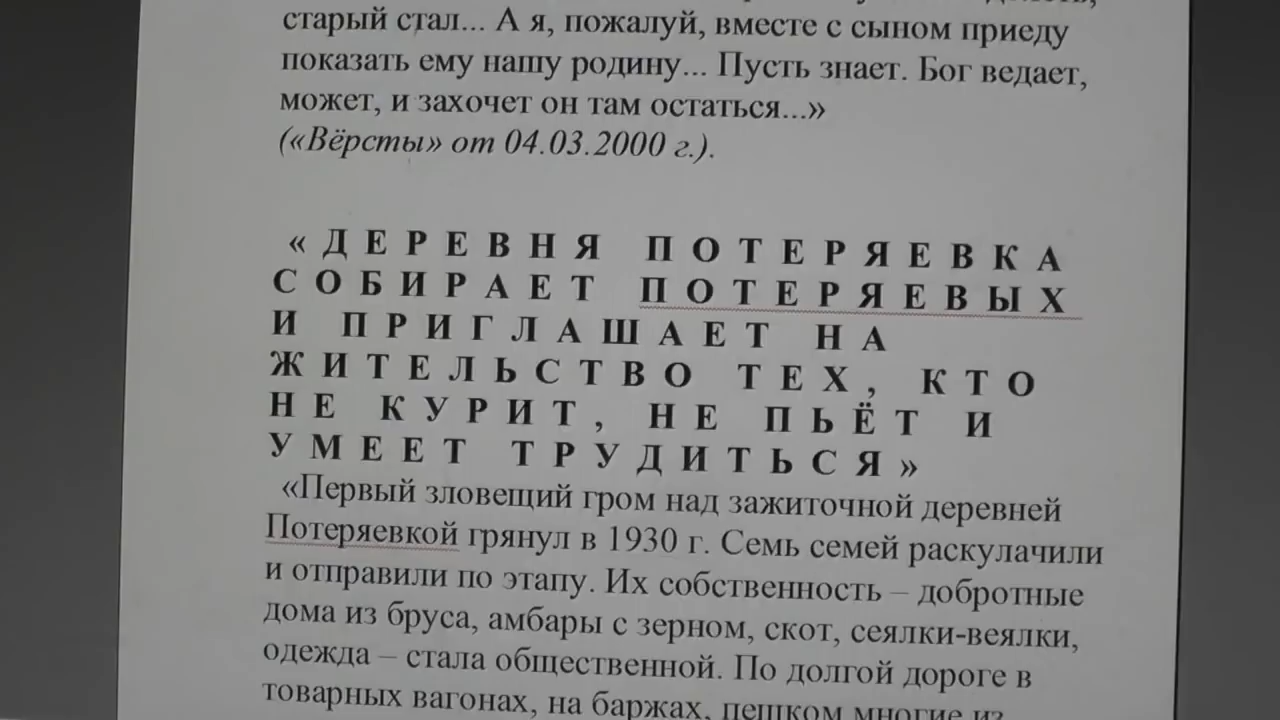 старый стал... А я, пожалуй, вместе с сыном приеду
показать ему нашу родину... Пусть знает. Бог ведает,
может, и захочет он там остаться...»
(«Вёрсты» от 04.03.2000 г.).
«ДЕРЕВНЯ ПОТЕРЯЕВКА
СОБИРАЕТ ПОТЕРЯЕВЫХ
И ПРИГЛАШАЕТ НА
ЖИТЕЛЬСТВО ТЕХ, КТО
НЕ КУРИТ, НЕ ПЬЁТ И
УМЕЕТ ТРУДИТЬСЯ»
«Первый зловещий гром над зажиточной деревней
Потеряевкой грянул в 1930 г. Семь семей раскулачили
и отправили по этапу. Их собственность – добротные
дома из бруса, амбары с зерном, скот, сеялки-веялки,
одежда – стала общественной. По долгой дороге в
товарных вагонах, на баржах, пешком многие из